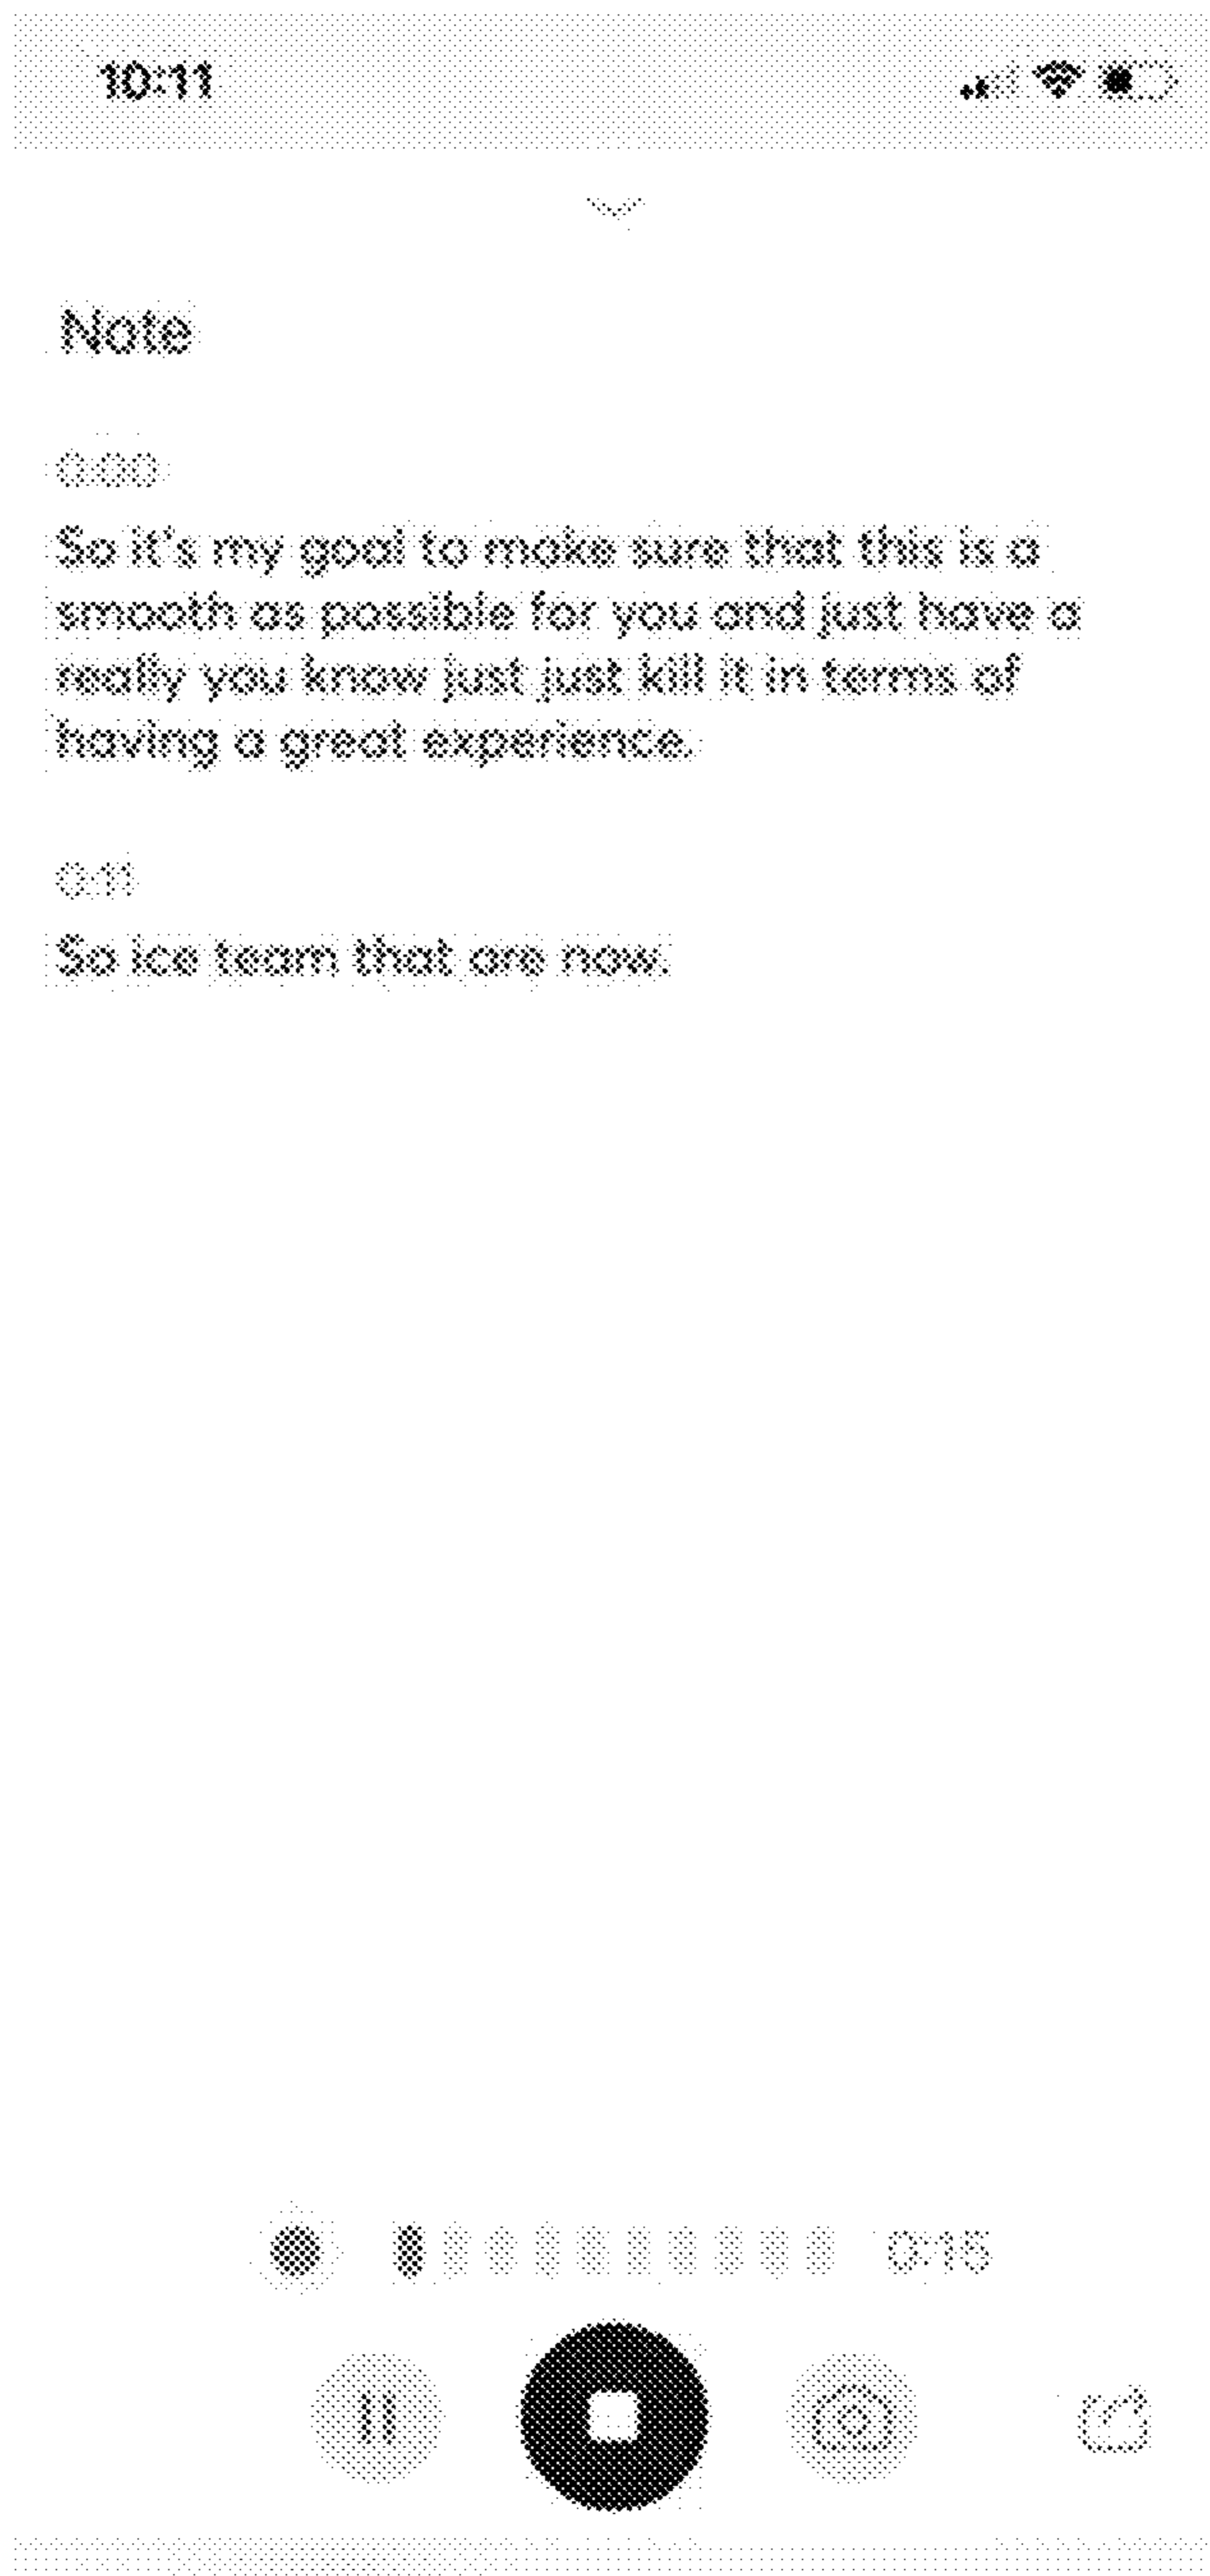 10:11
Note
0:00
So it's my goal to make sure that this is a
smooth as possible for you and just have a
really you know just just kill it in terms of
having a great experience.
0:11
So ice team that are now.
0:15